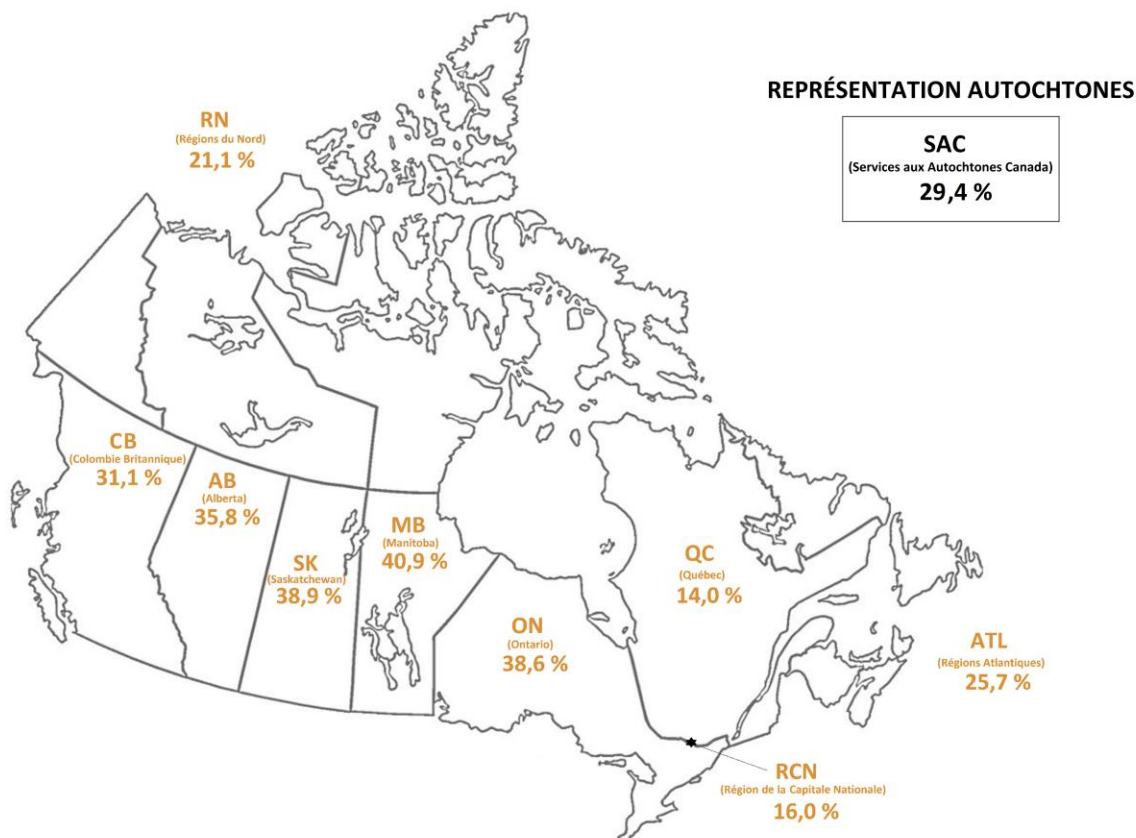 REPRÉSENTATION AUTOCHTONES
SAC
(Services aux Autochtones Canada)
29,4 %
RN
(Régions du Nord)
21,1 %
CB
(Colombie Britannique)
31,1 %
AB
(Alberta)
35,8 %
SK
(Saskatchewan)
38,9 %
MB
(Manitoba)
40,9 %
ON
(Ontario)
38,6 %
QC
(Québec)
14,0 %
ATL
(Régions Atlantiques)
25,7 %
RCN
(Région de la Capitale Nationale)
16,0 %